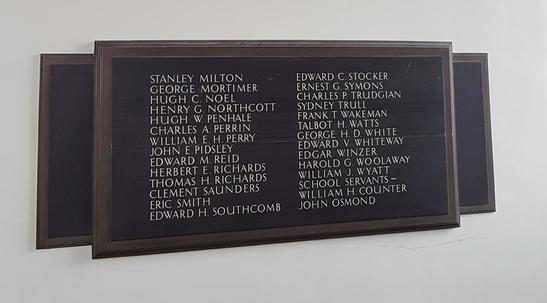 STANLEY MILTON
GEORGE MORTIMER
HUGH C. NOEL
HENRY G. NORTHCOTT
HUGH W. PENHALE
CHARLES A. PERRIN
WILLIAM E. H. PERRY
JOHN E. PIDSLEY
EDWARD M. REID
HERBERT E. RICHARDS
THOMAS H. RICHARDS
CLEMENT SAUNDERS
ERIC SMITH
EDWARD H. SOUTHCOMB
EDWARD C. STOCKER
ERNEST G. SYMONS
CHARLES P. TRUDGIAN
SYDNEY TRULL
FRANK T. WAKEMAN
TALBOT H. WATTS
GEORGE H. D. WHITE
EDWARD V. WHITEWAY
EDGAR WINZER
HAROLD G. WOOLAWAY
WILLIAM J. WYATT
SCHOOL SERVANTS –
WILLIAM H. COUNTER
JOHN OSMOND